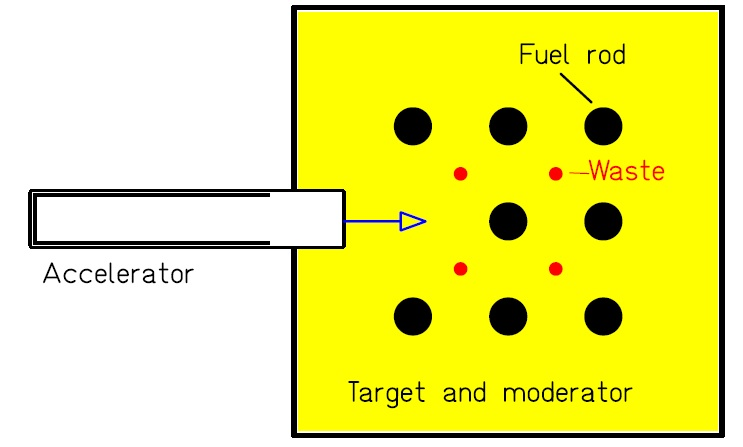 Fuel rod
Waste
Accelerator
Target and moderator